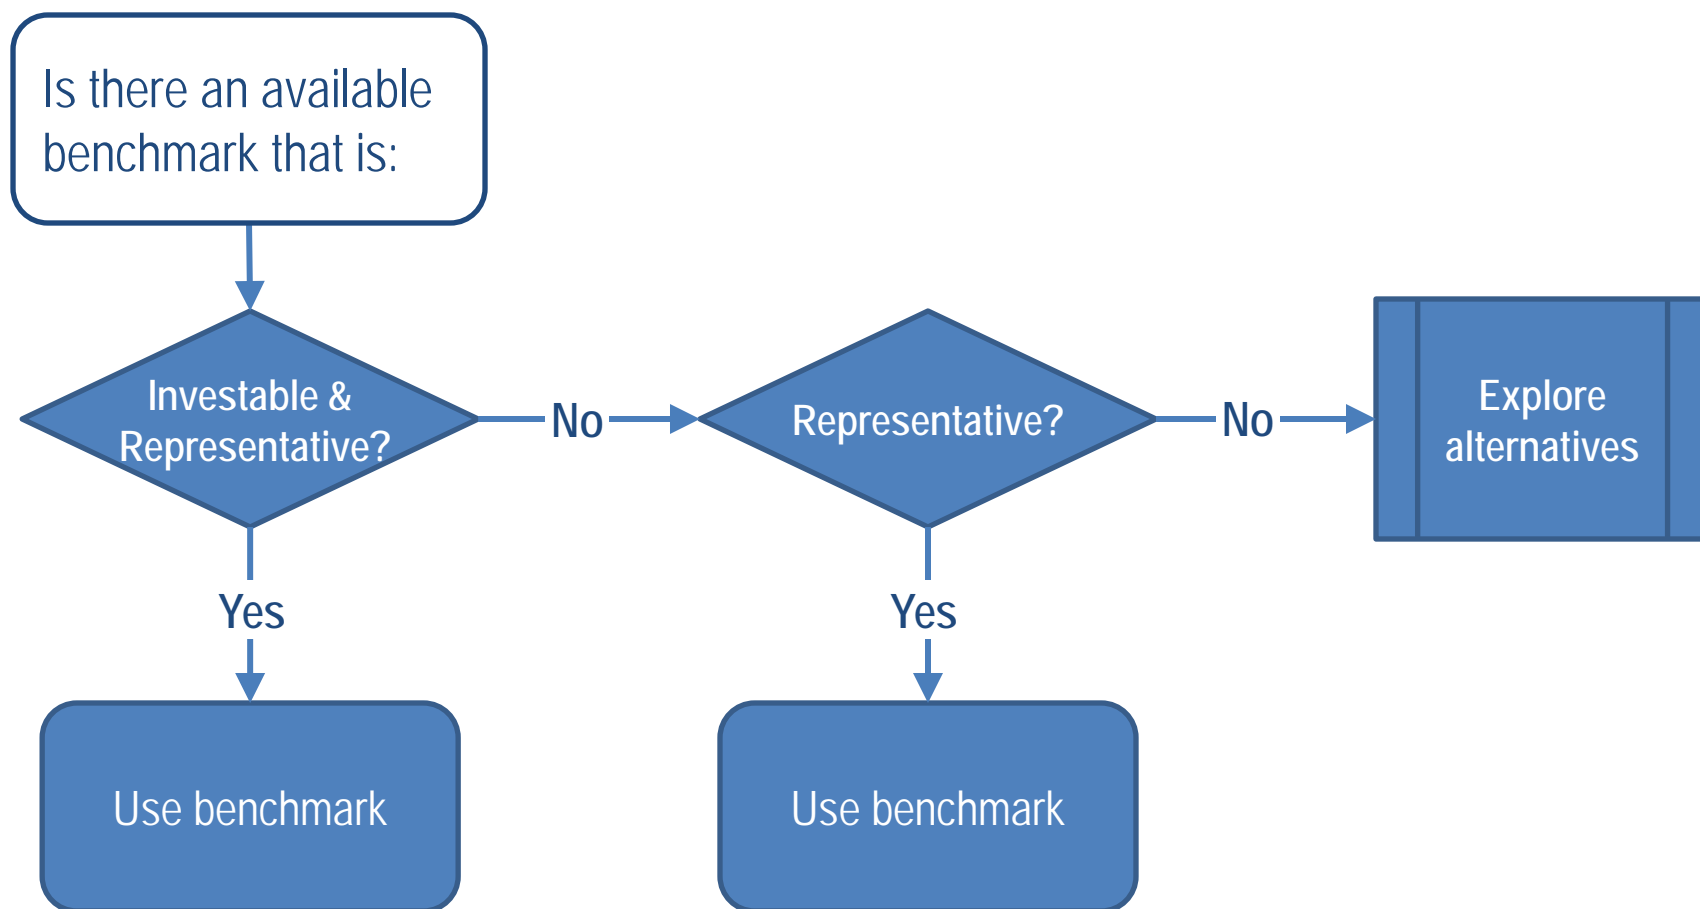 Is there an available
benchmark that is:
Investable &
Representative?
No
Representative?
No
Explore
alternatives
Yes
Yes
Use benchmark
Use benchmark